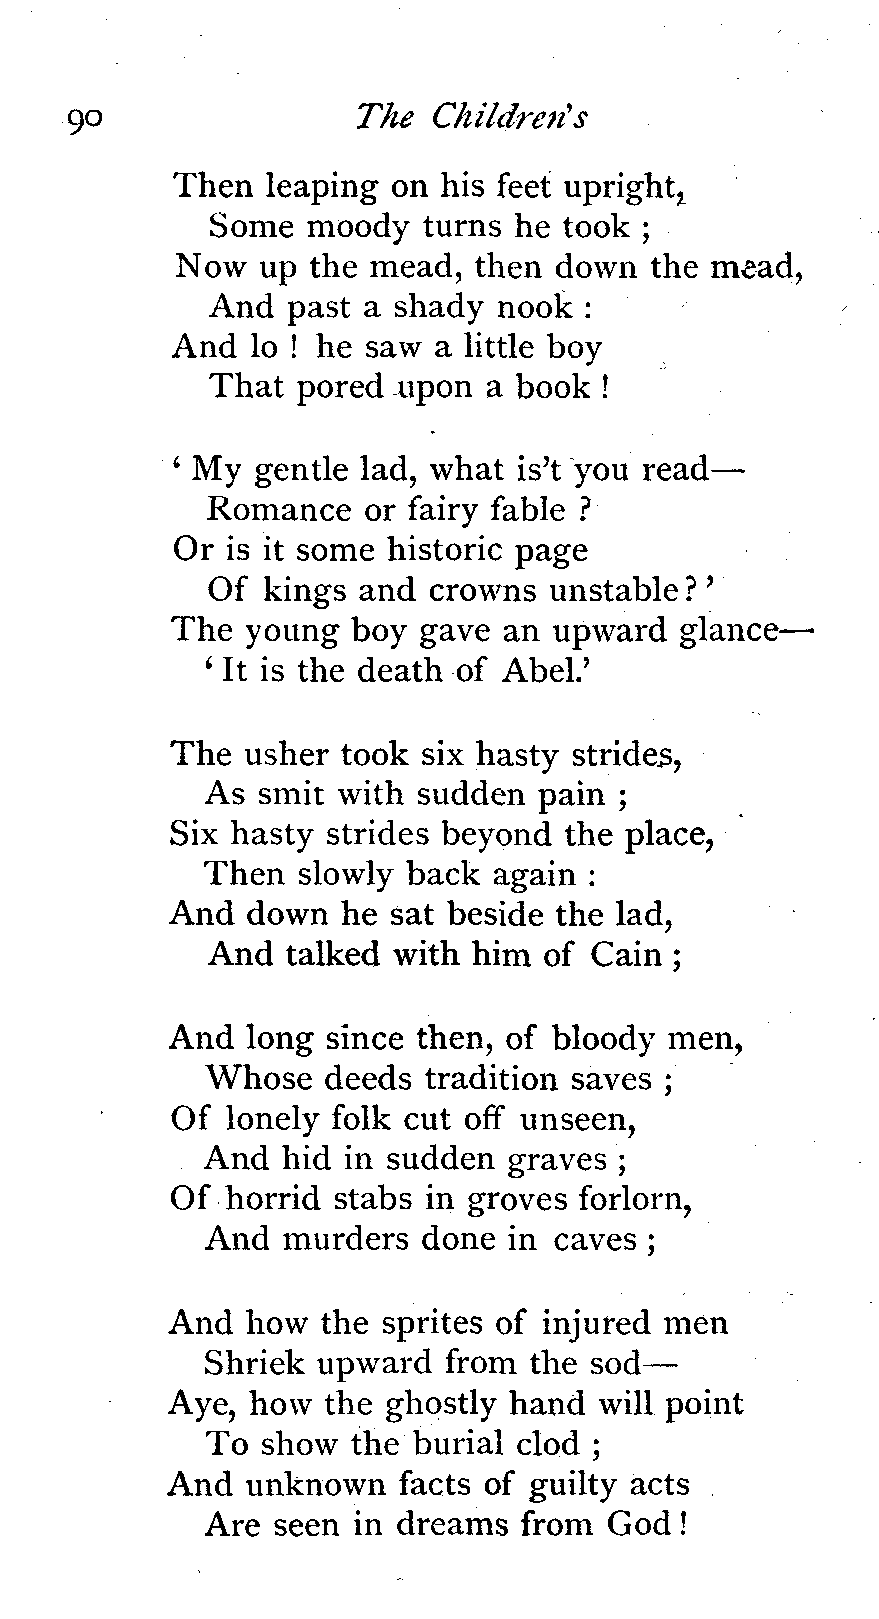 90 The Children's
Then leaping on his feet upright,
Some moody turns he took ;
Now up the mead, then down the mead,
And past a shady nook :
And lo ! he saw a little boy
That pored upon a book !
‘ My gentle lad, what is't you read—
Romance or fairy fable ?
Or is it some historic page
Of kings and crowns unstable? ’
The young boy gave an upward glance—
‘ It is the death of Abel.’
The usher took six hasty strides,
As smit with sudden pain ;
Six hasty strides beyond the place,
Then slowly back again :
And down he sat beside the lad,
And talked with him of Cain ;
And long since then, of bloody men,
Whose deeds tradition saves ;
Of lonely folk cut off unseen,
And hid in sudden graves ;
Of horrid stabs in groves forlorn,
And murders done in caves ;
And how the sprites of injured men
Shriek upward from the sod—
Aye, how the ghostly hand will point
To show the burial clod ;
And unknown facts of guilty acts
Are seen in dreams from God !